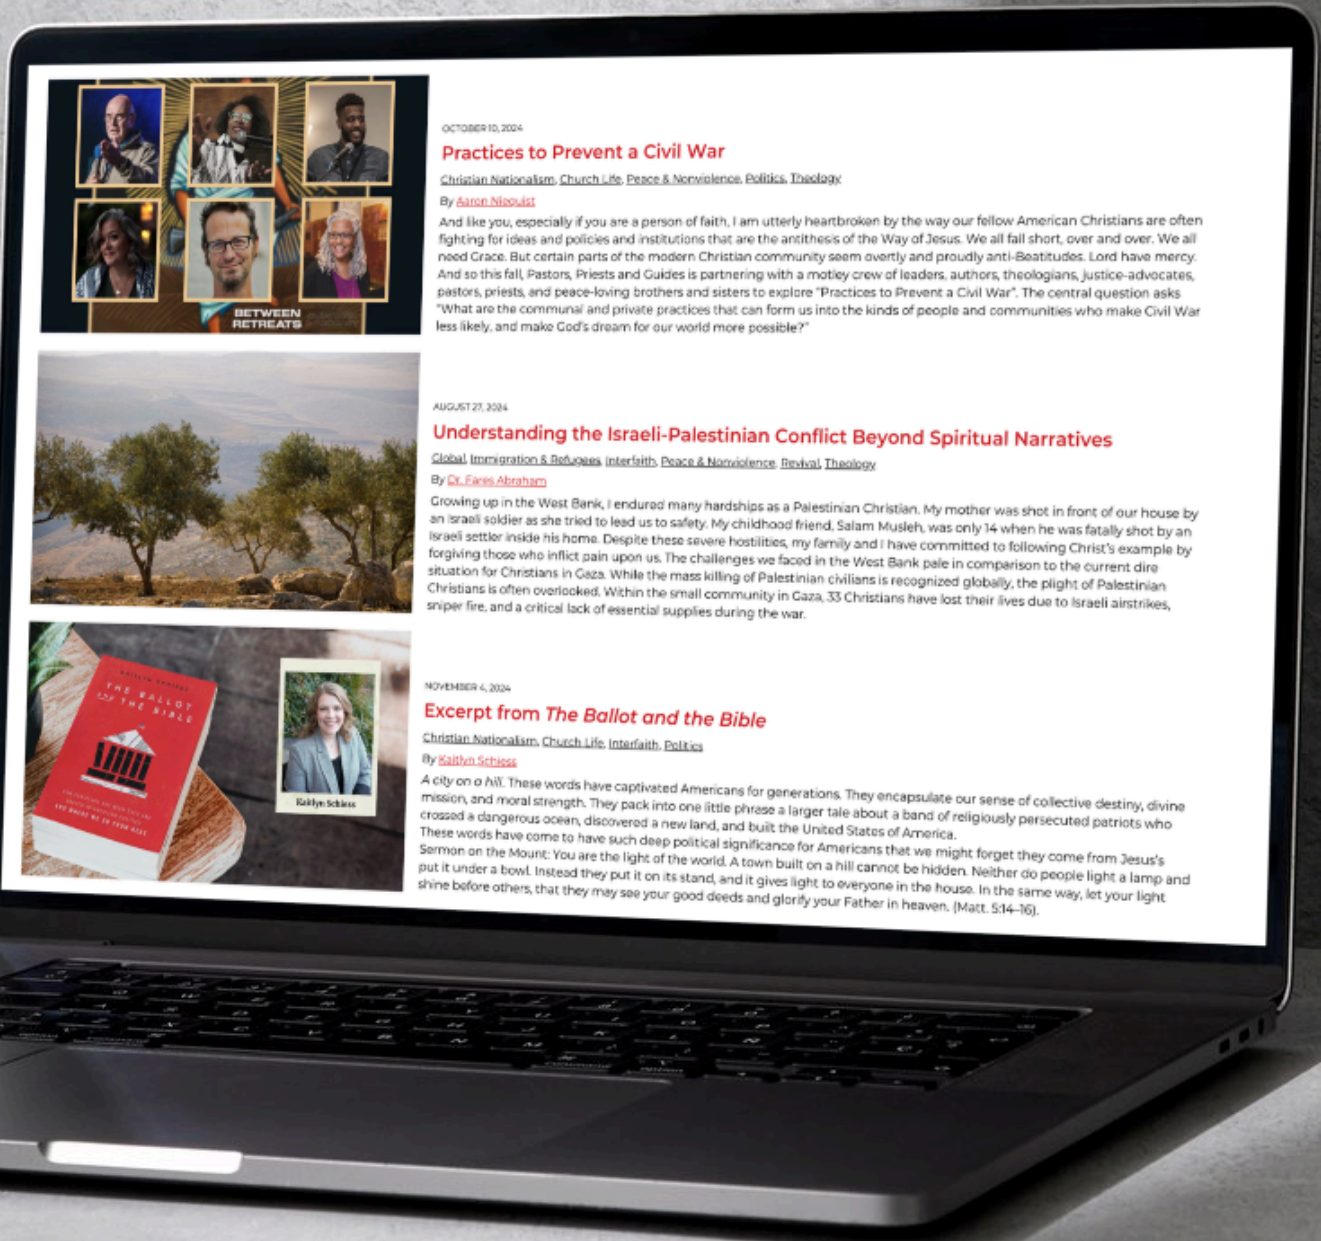 BETWEEN
RETREATS
OCTOBER 10, 2024
Practices to Prevent a Civil War
Christian Nationalism, Church Life, Peace & Nonviolence, Politics, Theology
By Aaron Niequist
And like you, especially if you are a person of faith, I am utterly heartbroken by the way our fellow American Christians are often
fighting for ideas and policies and institutions that are the antithesis of the Way of Jesus. We all fall short, over and over. We all
need Grace. But certain parts of the modern Christian community seem overtly and proudly anti-Beatitudes. Lord have mercy.
And so this fall, Pastors, Priests and Guides is partnering with a motley crew of leaders, authors, theologians, justice-advocates,
pastors, priests, and peace-loving brothers and sisters to explore "Practices to Prevent a Civil War". The central question asks
"What are the communal and private practices that can form us into the kinds of people and communities who make Civil War
less likely, and make God's dream for our world more possible?"
AUGUST 27, 2024
Understanding the Israeli-Palestinian Conflict Beyond Spiritual Narratives
Global, Immigration & Refugees, Interfaith, Peace & Nonviolence, Revival, Theology
By Dr. Fares Abraham
Growing up in the West Bank, I endured many hardships as a Palestinian Christian. My mother was shot in front of our house by
an Israeli soldier as she tried to lead us to safety. My childhood friend, Salam Musleh, was only 14 when he was fatally shot by an
Israeli settler inside his home. Despite these severe hostilities, my family and I have committed to following Christ's example by
forgiving those who inflict pain upon us. The challenges we faced in the West Bank pale in comparison to the current dire
situation for Christians in Gaza. While the mass killing of Palestinian civilians is recognized globally, the plight of Palestinian
Christians is often overlooked. Within the small community in Gaza, 33 Christians have lost their lives due to Israeli airstrikes,
sniper fire, and a critical lack of essential supplies during the war.
KAITLYN SCHIESS
THE BALLOT
AND THE BIBLE
Kaitlyn Schiess
NOVEMBER 4, 2024
Excerpt from The Ballot and the Bible
Christian Nationalism, Church Life, Interfaith, Politics
By Kaitlyn Schiess
A city on a hill. These words have captivated Americans for generations. They encapsulate our sense of collective destiny, divine
mission, and moral strength. They pack into one little phrase a larger tale about a band of religiously persecuted patriots who
crossed a dangerous ocean, discovered a new land, and built the United States of America.
These words have come to have such deep political significance for Americans that we might forget they come from Jesus's
Sermon on the Mount: You are the light of the world. A town built on a hill cannot be hidden. Neither do people light a lamp and
put it under a bowl. Instead they put it on its stand, and it gives light to everyone in the house. In the same way, let your light
shine before others, that they may see your good deeds and glorify your Father in heaven. (Matt. 5:14–16).